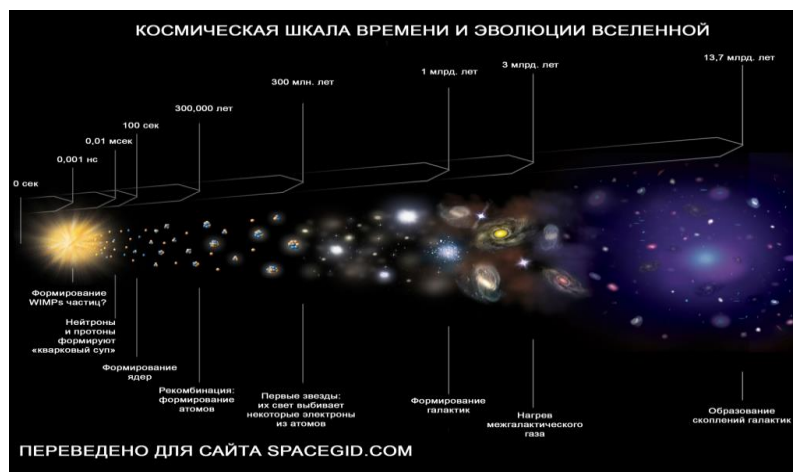 КОСМИЧЕСКАЯ ШКАЛА ВРЕМЕНИ И ЭВОЛЮЦИИ ВСЕЛЕННОЙ
0 сек
0,001 нс
0,01 мсек
100 сек
300,000 лет
300 млн. лет
1 млрд. лет
3 млрд. лет
13,7 млрд. лет
Формирование
WIMPs частиц?
Нейтроны
и протоны
формируют
«кварковый суп»
Формирование
ядер
Рекомбинация:
формирование
атомов
Первые звезды:
их свет выбивает
некоторые электроны
из атомов
Формирование
галактик
Нагрев
межгалактического
газа
Образование
скоплений галактик
ПЕРЕВЕДЕНО ДЛЯ САЙТА SPACEGID.COM